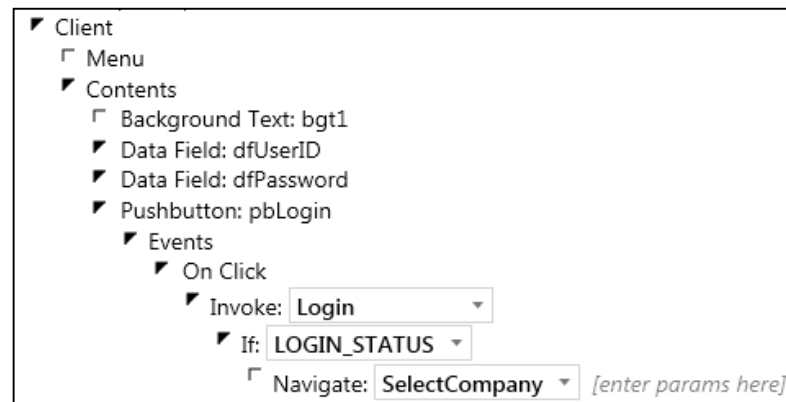 Client
Menu
Contents
Background Text: bgt1
Data Field: dfUserID
Data Field: dfPassword
Pushbutton: pbLogin
Events
On Click
Invoke: Login
If: LOGIN_STATUS
Navigate: SelectCompany [enter params here]